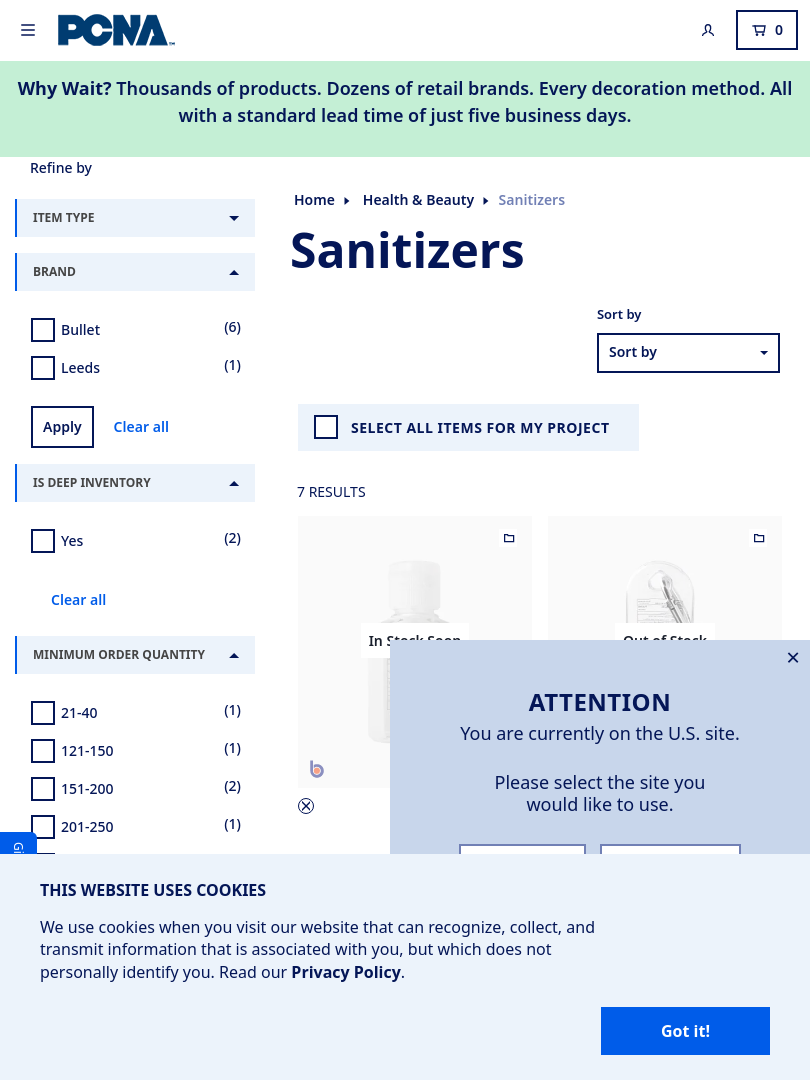 PCNA
0
Why Wait? Thousands of products. Dozens of retail brands. Every decoration method. All
with a standard lead time of just five business days.
Refine by
ITEM TYPE
BRAND
Bullet (6)
Leeds (1)
Apply Clear all
IS DEEP INVENTORY
Yes (2)
Clear all
MINIMUM ORDER QUANTITY
21-40 (1)
121-150 (1)
151-200 (2)
201-250 (1)
Home Health & Beauty Sanitizers
Sanitizers
Sort by
Sort by
SELECT ALL ITEMS FOR MY PROJECT
7 RESULTS
In Stock Soon
Out of Stock
b
ATTENTION
You are currently on the U.S. site.
Please select the site you
would like to use.
THIS WEBSITE USES COOKIES
We use cookies when you visit our website that can recognize, collect, and
transmit information that is associated with you, but which does not
personally identify you. Read our Privacy Policy.
Got it!